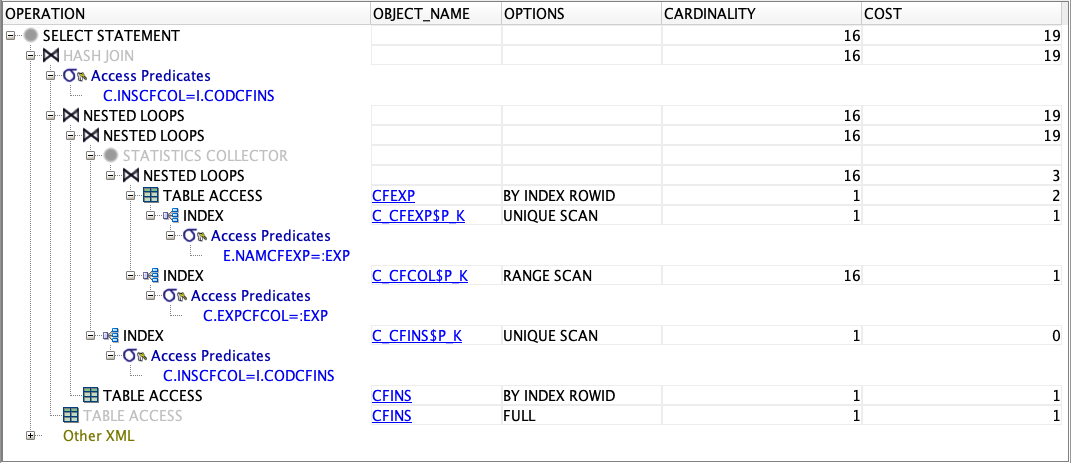 OPERATION OBJECT_NAME OPTIONS CARDINALITY COST
SELECT STATEMENT 16 19
HASH JOIN 16 19
Access Predicates
C.INSCFCOL=I.CODCFINS
NESTED LOOPS 16 19
NESTED LOOPS 16 19
STATISTICS COLLECTOR
NESTED LOOPS 16 3
TABLE ACCESS CFEXP BY INDEX ROWID 1 2
INDEX C_CFEXP$P_K UNIQUE SCAN 1 1
Access Predicates
E.NAMCFEXP=:EXP
INDEX C_CFCOL$P_K RANGE SCAN 16 1
Access Predicates
C.EXPCFCOL=:EXP
INDEX C_CFINS$P_K UNIQUE SCAN 1 0
Access Predicates
C.INSCFCOL=I.CODCFINS
TABLE ACCESS CFINS BY INDEX ROWID 1 1
TABLE ACCESS CFINS FULL 1 1
Other XML